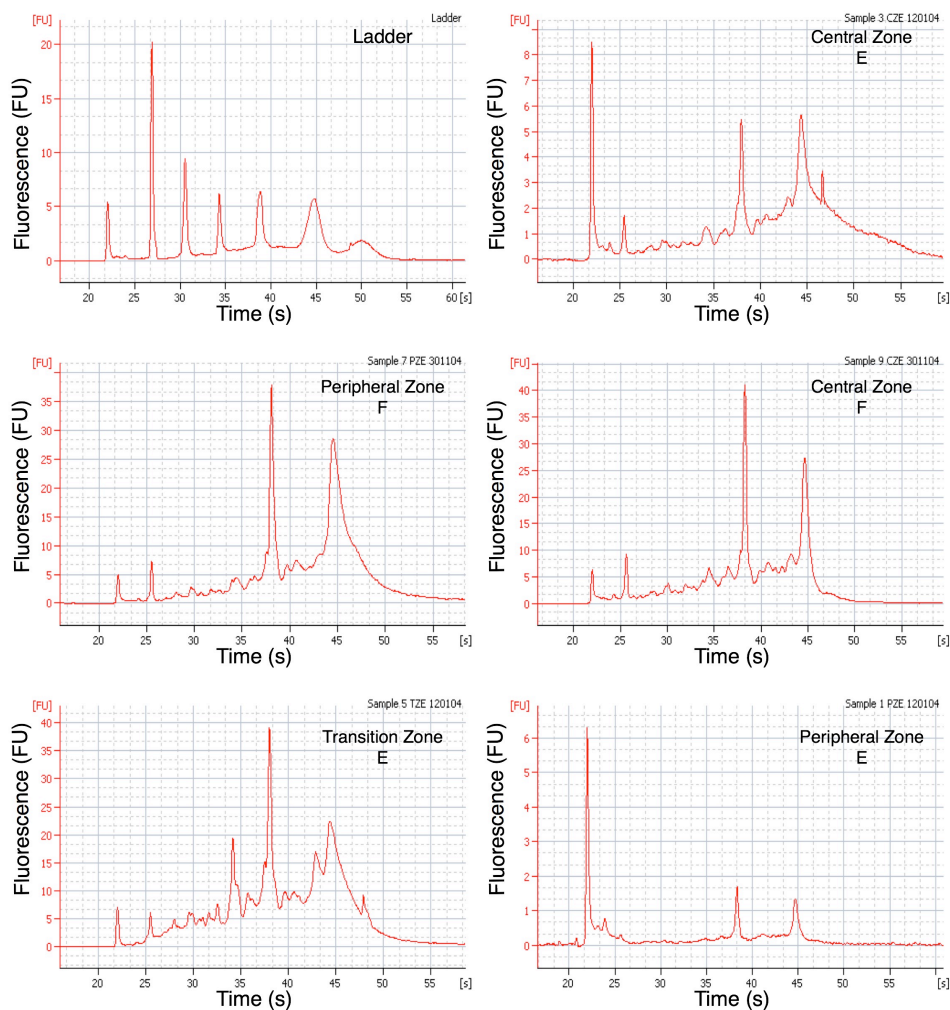 [FU]
Ladder
Ladder
Fluorescence (FU)
20
15
10
5
0
20 25 30 35 40 45 50 55 60 [s]
Time (s)
[FU]
Sample 3 CZE 120104
Central Zone
E
Fluorescence (FU)
8
7
6
5
4
3
2
1
0
20 25 30 35 40 45 50 55 [s]
Time (s)
[FU]
Sample 7 PZE 301104
Peripheral Zone
F
Fluorescence (FU)
35
30
25
20
15
10
5
0
20 25 30 35 40 45 50 55 [s]
Time (s)
[FU]
Sample 9 CZE 301104
Central Zone
F
Fluorescence (FU)
40
35
30
25
20
15
10
5
0
20 25 30 35 40 45 50 55 [s]
Time (s)
[FU]
Sample 5 TZE 120104
Transition Zone
E
Fluorescence (FU)
40
35
30
25
20
15
10
5
0
20 25 30 35 40 45 50 55 [s]
Time (s)
[FU]
Sample 1 PZE 120104
Peripheral Zone
E
Fluorescence (FU)
6
5
4
3
2
1
0
20 25 30 35 40 45 50 55 [s]
Time (s)